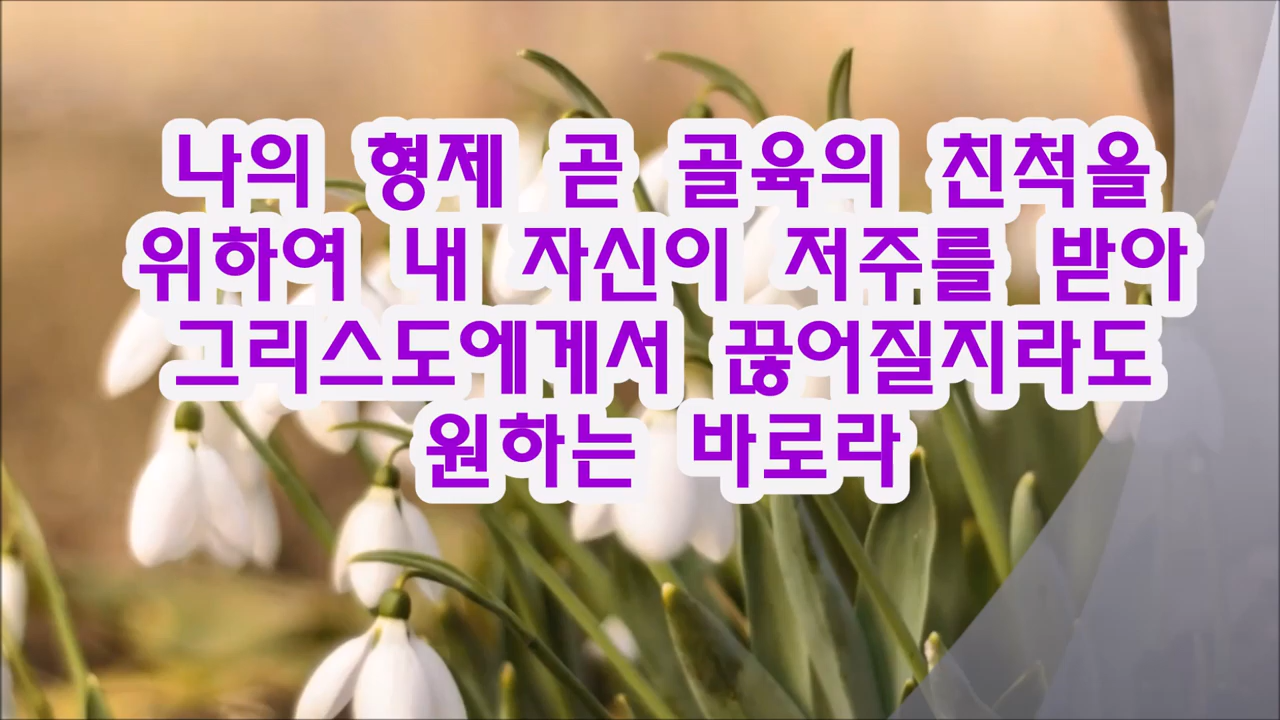 나의 형제 곧 골육의 친척을
위하여 내 자신이 저주를 받아
그리스도에게서 끊어질지라도
원하는 바로라